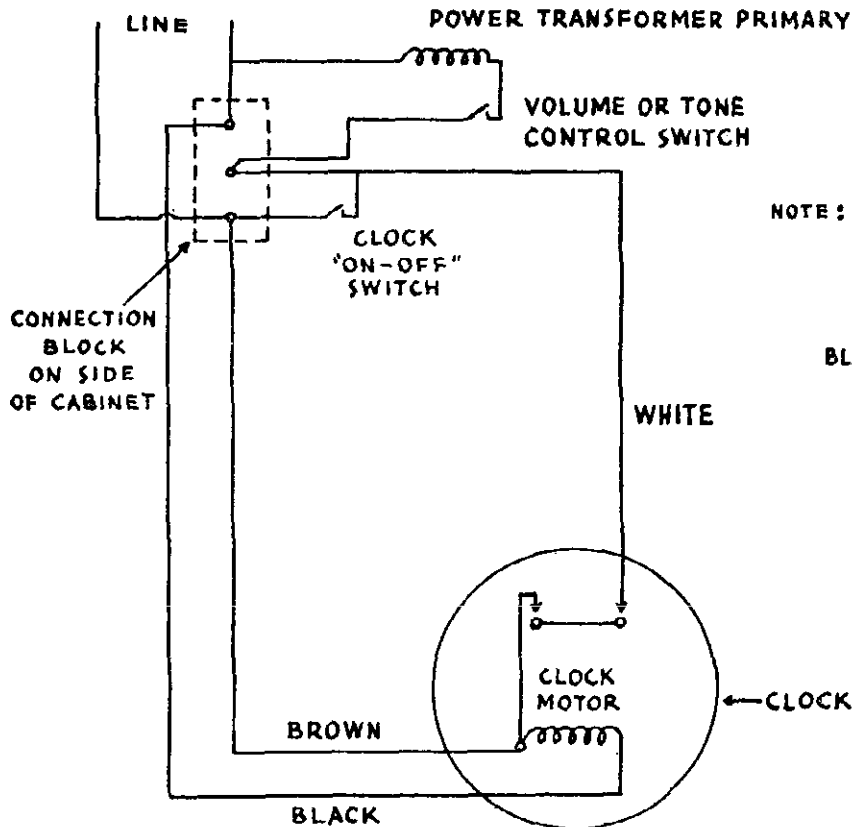 LINE
POWER TRANSFORMER PRIMARY
VOLUME OR TONE
CONTROL SWITCH
NOTE:
CLOCK
"ON-OFF"
SWITCH
CONNECTION
BLOCK
ON SIDE
OF CABINET
BL
WHITE
CLOCK
MOTOR
CLOCK
BROWN
BLACK